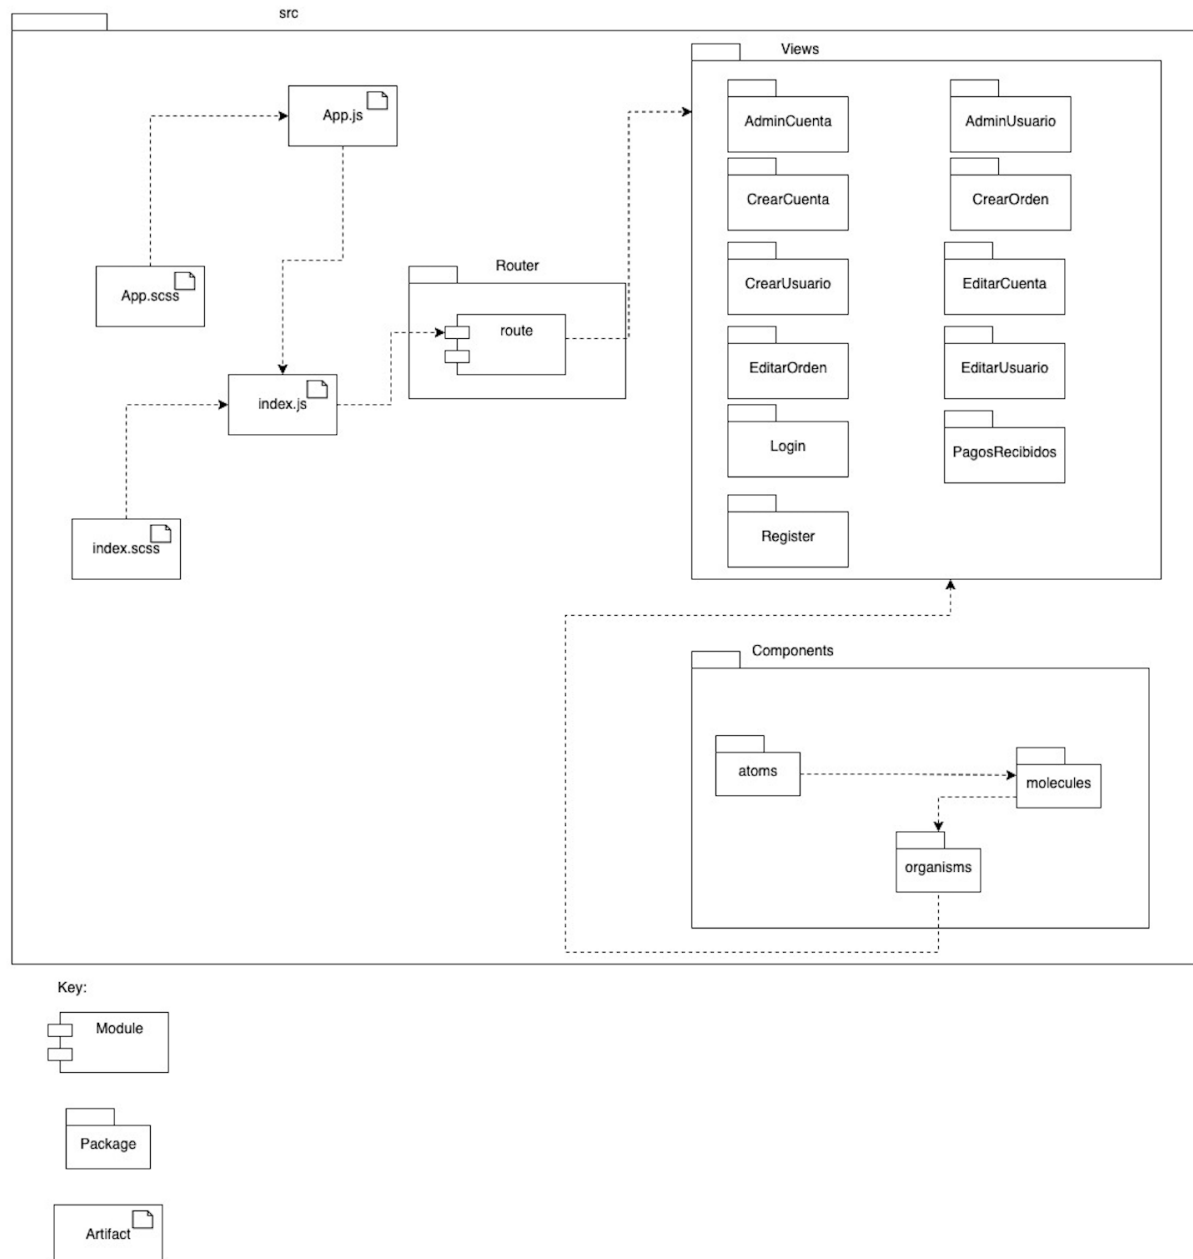 src
Views
App.js
AdminCuenta
AdminUsuario
CrearCuenta
CrearOrden
App.scss
Router
route
CrearUsuario
EditarCuenta
EditarOrden
EditarUsuario
index.js
Login
PagosRecibidos
index.scss
Register
Components
atoms
molecules
organisms
Key:
Module
Package
Artifact